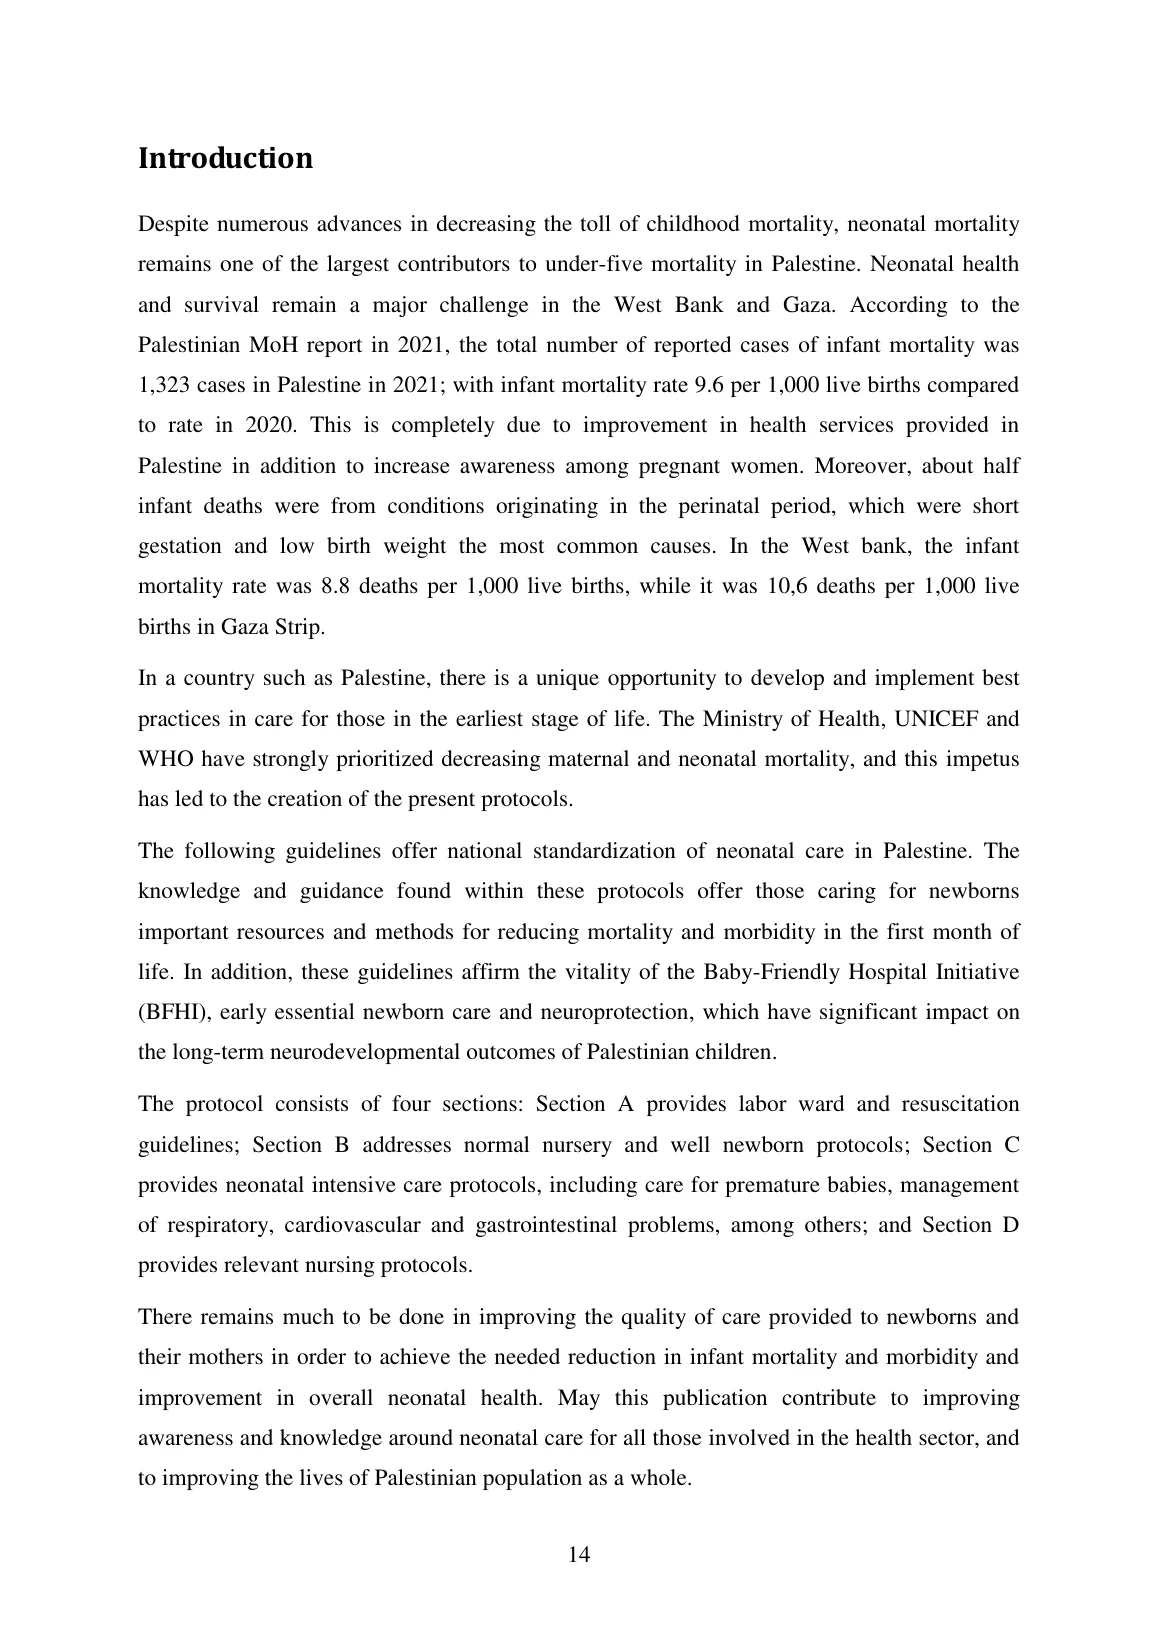 Introduction
Despite numerous advances in decreasing the toll of childhood mortality, neonatal mortality
remains one of the largest contributors to under-five mortality in Palestine. Neonatal health
and survival remain a major challenge in the West Bank and Gaza. According to the
Palestinian MoH report in 2021, the total number of reported cases of infant mortality was
1,323 cases in Palestine in 2021; with infant mortality rate 9.6 per 1,000 live births compared
to rate in 2020. This is completely due to improvement in health services provided in
Palestine in addition to increase awareness among pregnant women. Moreover, about half
infant deaths were from conditions originating in the perinatal period, which were short
gestation and low birth weight the most common causes. In the West bank, the infant
mortality rate was 8.8 deaths per 1,000 live births, while it was 10,6 deaths per 1,000 live
births in Gaza Strip.
In a country such as Palestine, there is a unique opportunity to develop and implement best
practices in care for those in the earliest stage of life. The Ministry of Health, UNICEF and
WHO have strongly prioritized decreasing maternal and neonatal mortality, and this impetus
has led to the creation of the present protocols.
The following guidelines offer national standardization of neonatal care in Palestine. The
knowledge and guidance found within these protocols offer those caring for newborns
important resources and methods for reducing mortality and morbidity in the first month of
life. In addition, these guidelines affirm the vitality of the Baby-Friendly Hospital Initiative
(BFHI), early essential newborn care and neuroprotection, which have significant impact on
the long-term neurodevelopmental outcomes of Palestinian children.
The protocol consists of four sections: Section A provides labor ward and resuscitation
guidelines; Section B addresses normal nursery and well newborn protocols; Section C
provides neonatal intensive care protocols, including care for premature babies, management
of respiratory, cardiovascular and gastrointestinal problems, among others; and Section D
provides relevant nursing protocols.
There remains much to be done in improving the quality of care provided to newborns and
their mothers in order to achieve the needed reduction in infant mortality and morbidity and
improvement in overall neonatal health. May this publication contribute to improving
awareness and knowledge around neonatal care for all those involved in the health sector, and
to improving the lives of Palestinian population as a whole.
14